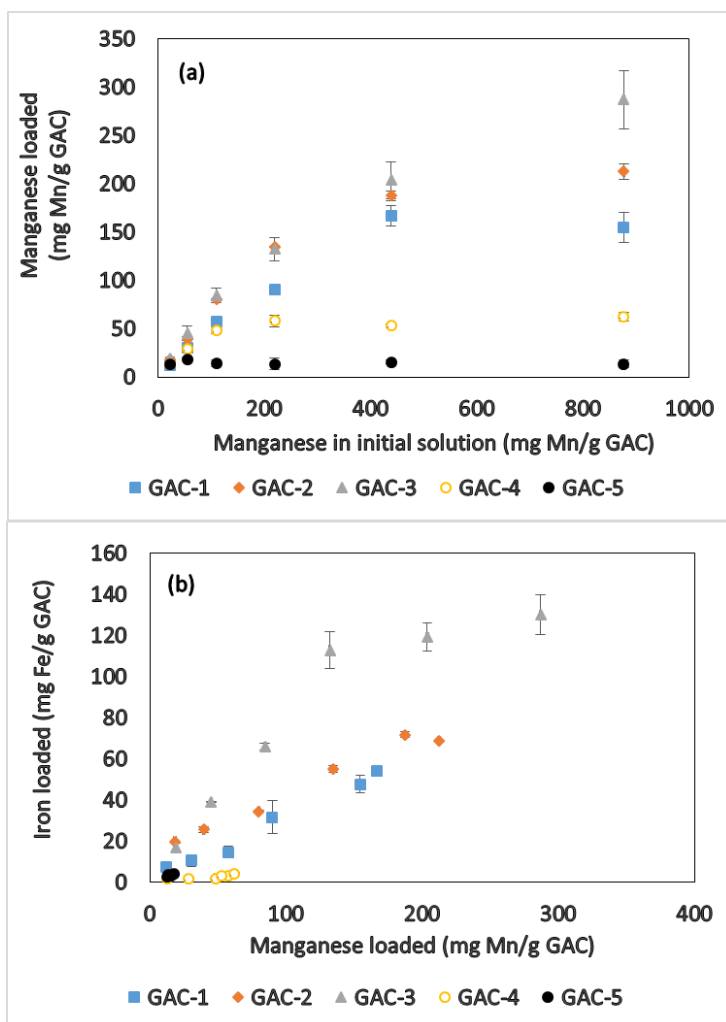 (a)
Manganese loaded
(mg Mn/g GAC)
350
300
250
200
150
100
50
0
0 200 400 600 800 1000
Manganese in initial solution (mg Mn/g GAC)
GAC-1 GAC-2 GAC-3 GAC-4 GAC-5
(b)
Iron loaded (mg Fe/g GAC)
160
140
120
100
80
60
40
20
0
0 100 200 300 400
Manganese loaded (mg Mn/g GAC)
GAC-1 GAC-2 GAC-3 GAC-4 GAC-5